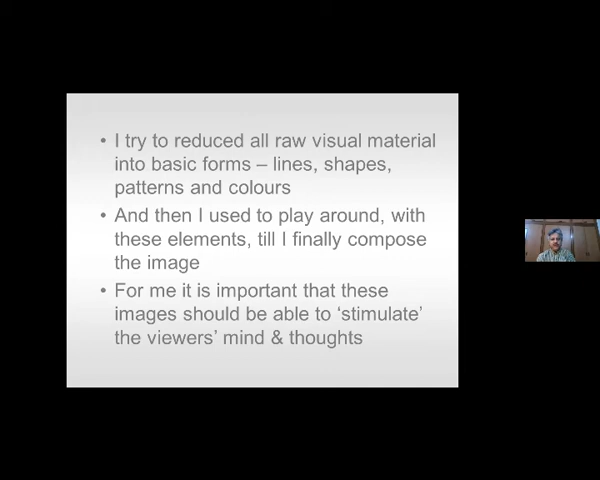 • I try to reduced all raw visual material
into basic forms – lines, shapes,
patterns and colours
• And then I used to play around, with
these elements, till I finally compose
the image
• For me it is important that these
images should be able to ‘stimulate’
the viewers’ mind & thoughts